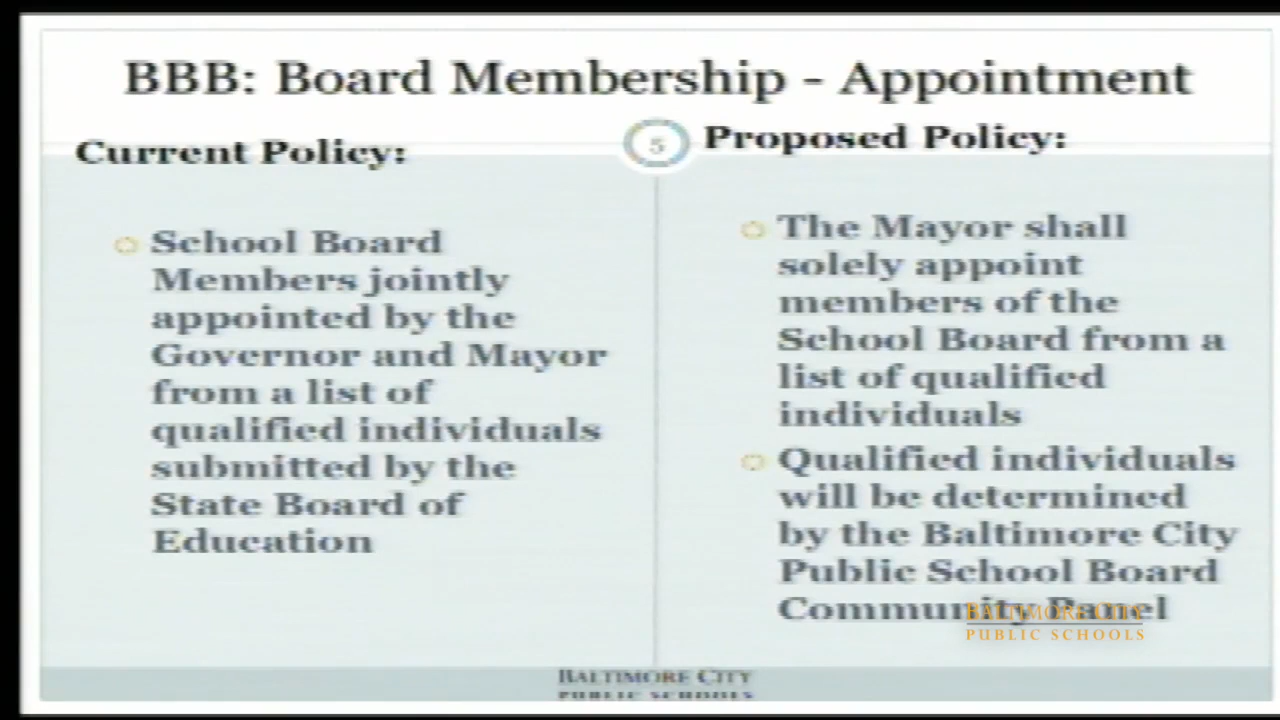 BBB: Board Membership - Appointment
Current Policy:
School Board
Members jointly
appointed by the
Governor and Mayor
from a list of
qualified individuals
submitted by the
State Board of
Education
5
Proposed Policy:
The Mayor shall
solely appoint
members of the
School Board from a
list of qualified
individuals
Qualified individuals
will be determined
by the Baltimore City
Public School Board
Community Panel
BALTIMORE CITY
PUBLIC SCHOOLS
BALTIMORE CITY
PUBLIC SCHOOLS